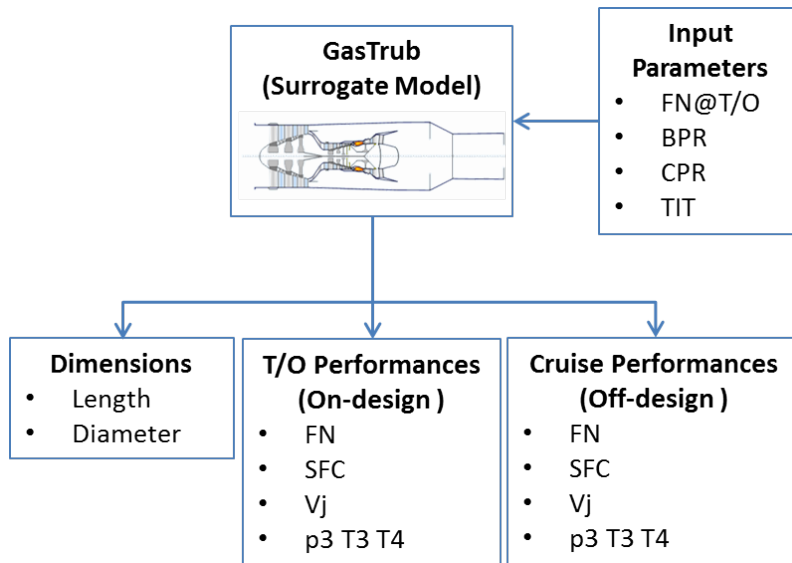 GasTrub
(Surrogate Model)
Input
Parameters
• FN@T/O
• BPR
• CPR
• TIT
Dimensions
• Length
• Diameter
T/O Performances
(On-design )
• FN
• SFC
• Vj
• p3 T3 T4
Cruise Performances
(Off-design )
• FN
• SFC
• Vj
• p3 T3 T4